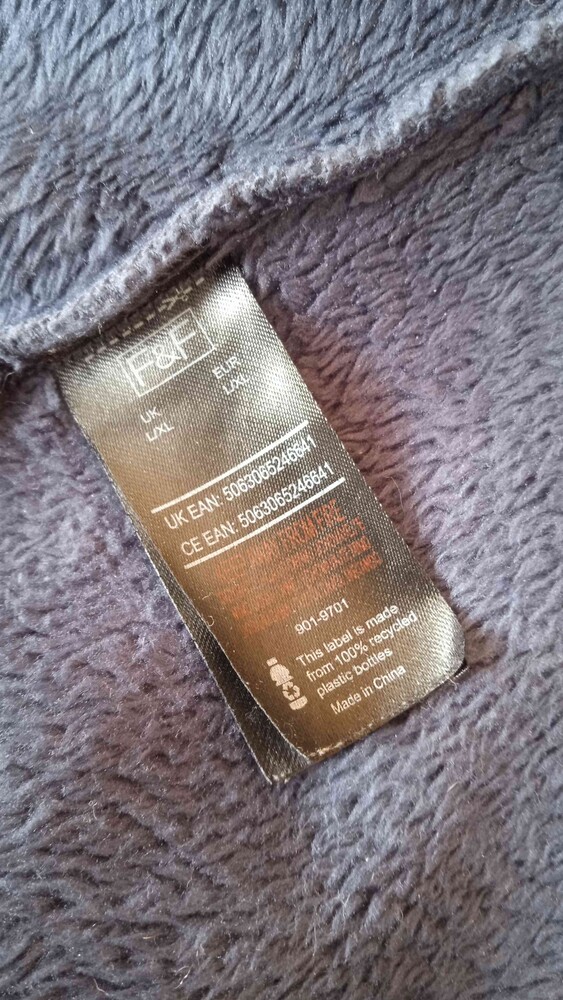 F&F
UK EUR
L/XL L/XL
UK EAN: 5063065246641
CE EAN: 5063065246641
901-9701
This label is made
from 100% recycled
plastic bottles
Made in China